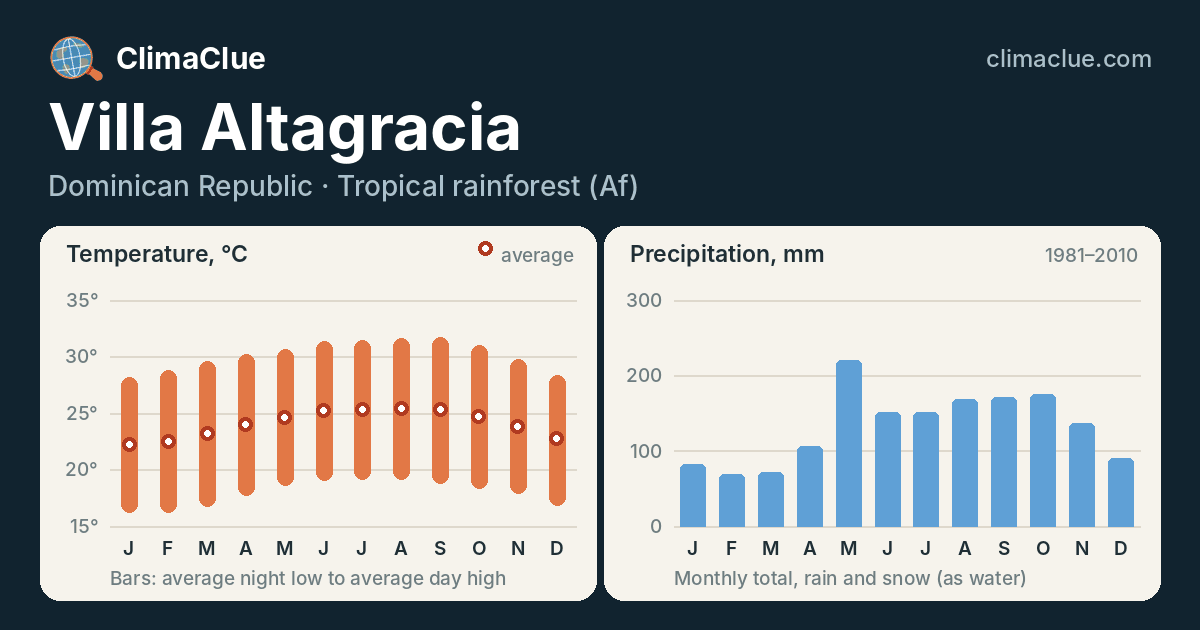 ClimaClue
climaclue.com
Villa Altagracia
Dominican Republic · Tropical rainforest (Af)
Temperature, °C
average
35°
30°
25°
20°
15°
J F M A M J J A S O N D
Bars: average night low to average day high
Precipitation, mm
1981–2010
300
200
100
0
J F M A M J J A S O N D
Monthly total, rain and snow (as water)